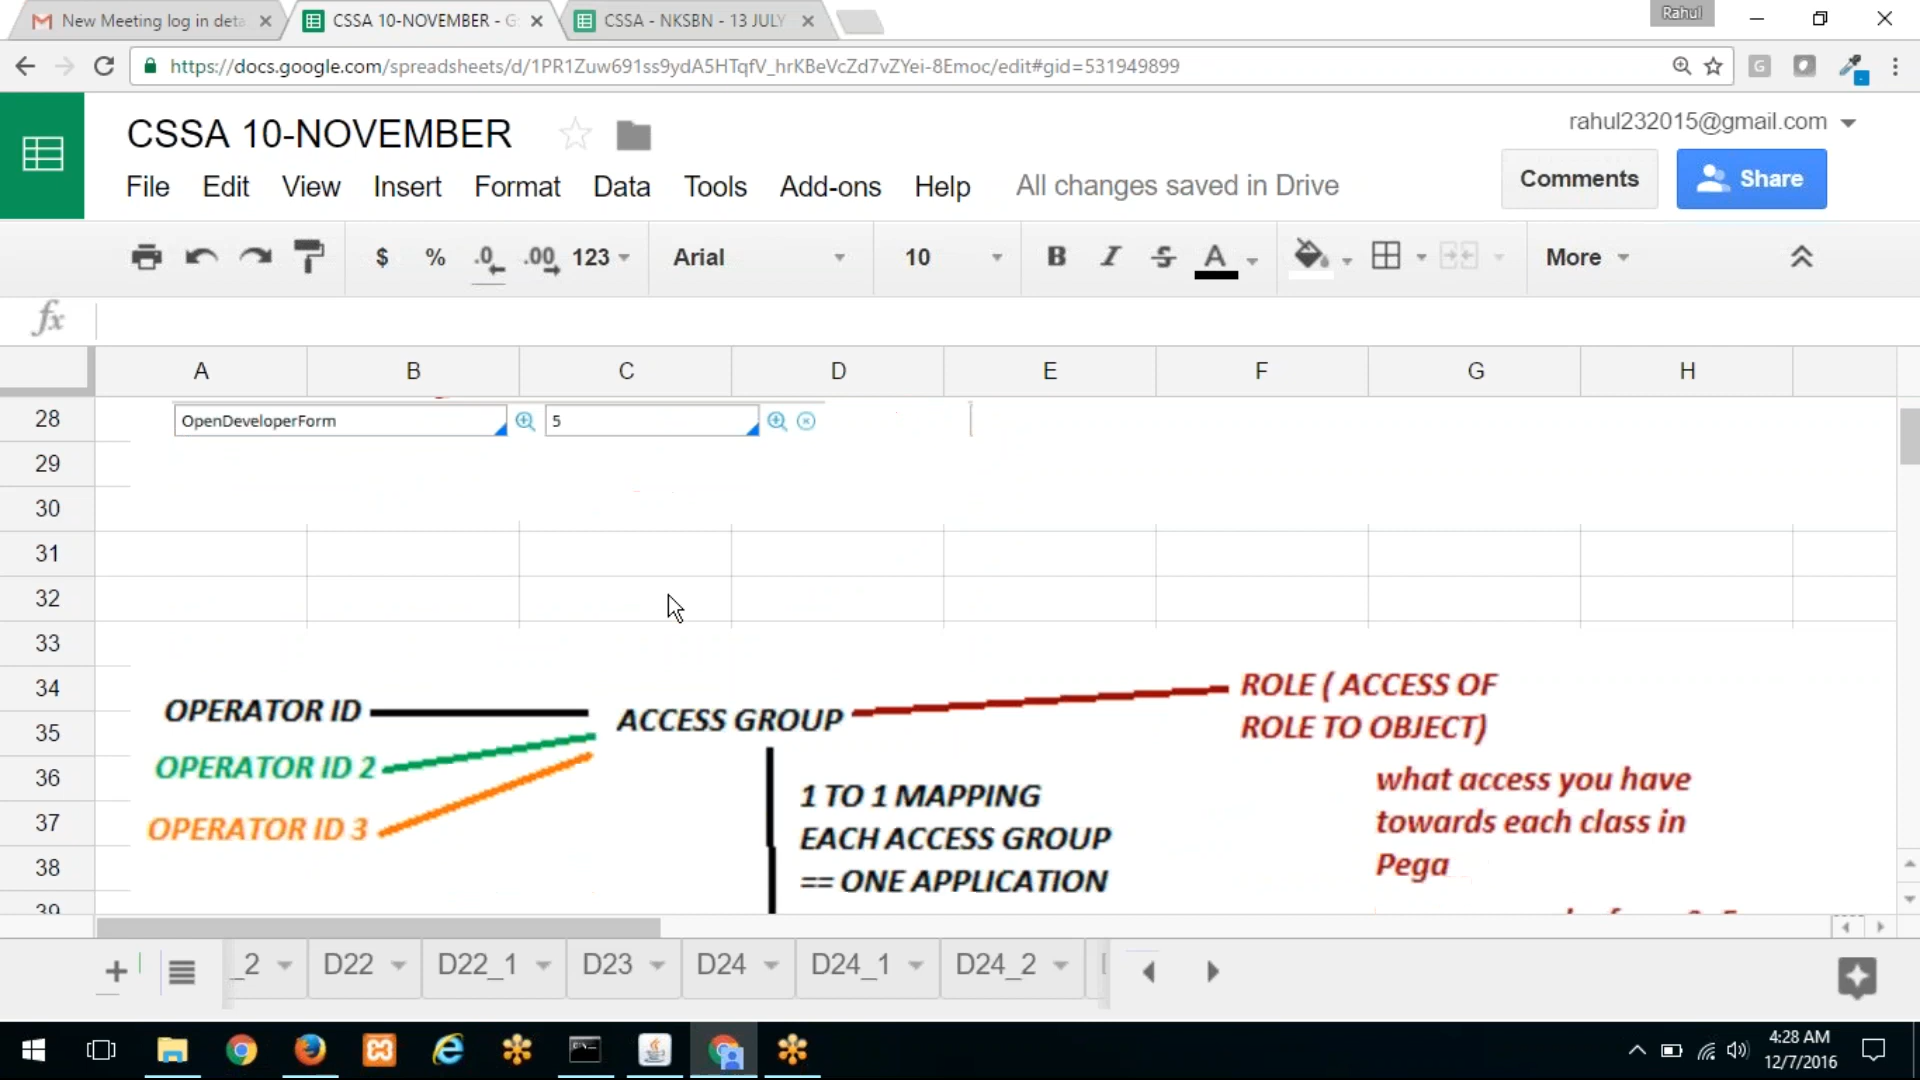 New Meeting log in deta
CSSA 10-NOVEMBER - G
CSSA - NKSBN - 13 JULY
Rahul
https://docs.google.com/spreadsheets/d/1PR1Zuw691ss9ydA5HTqfV_hrKBeVcZd7vZYei-8Emoc/edit#gid=531949899
CSSA 10-NOVEMBER
rahul232015@gmail.com
File Edit View Insert Format Data Tools Add-ons Help All changes saved in Drive
Comments
Share
$ % .0 .00 123 Arial 10 B I S A More
fx
A B C D E F G H
28
OpenDeveloperForm
5
29
30
31
32
33
34
35
36
37
38
39
OPERATOR ID
OPERATOR ID 2
OPERATOR ID 3
ACCESS GROUP
1 TO 1 MAPPING
EACH ACCESS GROUP
== ONE APPLICATION
ROLE ( ACCESS OF
ROLE TO OBJECT)
what access you have
towards each class in
Pega
_2 D22 D22_1 D23 D24 D24_1 D24_2
4:28 AM
12/7/2016